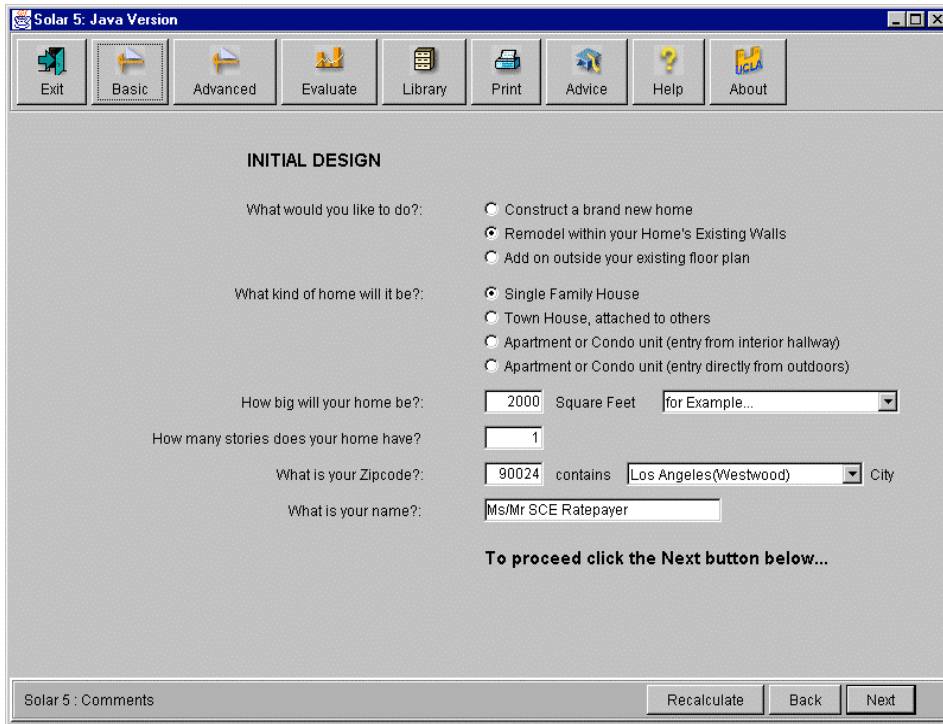 Solar 5: Java Version
Exit Basic Advanced Evaluate Library Print Advice Help UCLA About
INITIAL DESIGN
What would you like to do?: Construct a brand new home
Remodel within your Home's Existing Walls
Add on outside your existing floor plan
What kind of home will it be?: Single Family House
Town House, attached to others
Apartment or Condo unit (entry from interior hallway)
Apartment or Condo unit (entry directly from outdoors)
How big will your home be?: 2000 Square Feet for Example...
How many stories does your home have? 1
What is your Zipcode?: 90024 contains Los Angeles(Westwood) City
What is your name?: Ms/Mr SCE Ratepayer
To proceed click the Next button below...
Solar 5 : Comments Recalculate Back Next